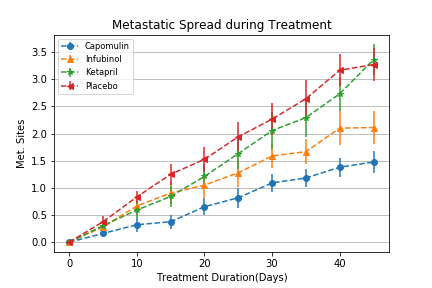 Metastatic Spread during Treatment
Capomulin
Infubinol
Ketapril
Placebo
Met. Sites
3.5
3.0
2.5
2.0
1.5
1.0
0.5
0.0
0 10 20 30 40
Treatment Duration(Days)